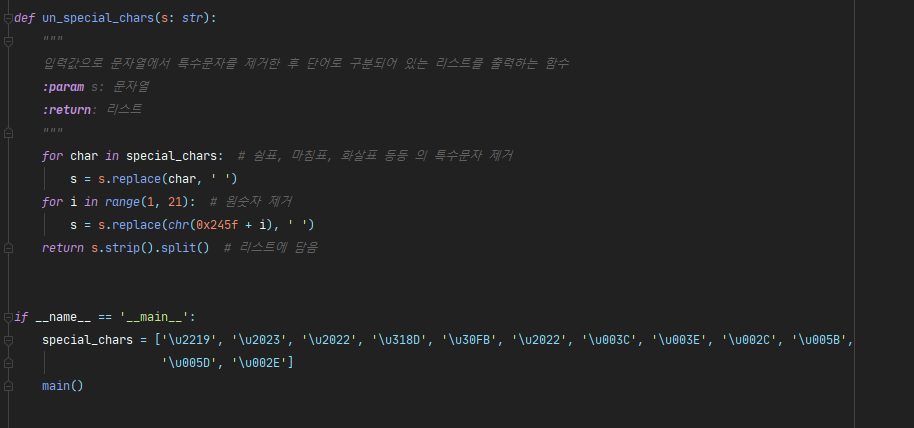 def un_special_chars(s: str):
    """
    입력값으로 문자열에서 특수문자를 제거한 후 단어로 구분되어 있는 리스트를 출력하는 함수
    :param s: 문자열
    :return: 리스트
    """
    for char in special_chars:  # 쉼표, 마침표, 화살표 등등 의 특수문자 제거
        s = s.replace(char, ' ')
    for i in range(1, 21):  # 원숫자 제거
        s = s.replace(chr(0x245f + i), ' ')
    return s.strip().split()  # 리스트에 담음
if __name__ == '__main__':
    special_chars = ['\u2219', '\u2023', '\u2022', '\u318D', '\u30FB', '\u2022', '\u003C', '\u003E', '\u002C', '\u005B',
                     '\u005D', '\u002E']
    main()